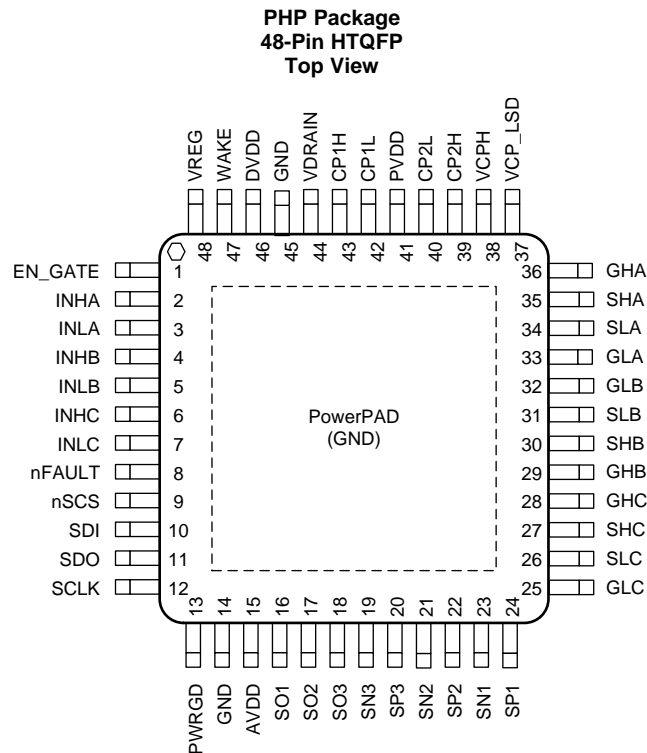 PHP Package
48-Pin HTQFP
Top View
VREG
WAKE
DVDD
GND
VDRAIN
CP1H
CP1L
PVDD
CP2L
CP2H
VCPH
VCP_LSD
48
47
46
45
44
43
42
41
40
39
38
37
EN_GATE 1
INHA 2
INLA 3
INHB 4
INLB 5
INHC 6
INLC 7
nFAULT 8
nSCS 9
SDI 10
SDO 11
SCLK 12
PowerPAD
(GND)
36 GHA
35 SHA
34 SLA
33 GLA
32 GLB
31 SLB
30 SHB
29 GHB
28 GHC
27 SHC
26 SLC
25 GLC
13
14
15
16
17
18
19
20
21
22
23
24
PWRGD
GND
AVDD
SO1
SO2
SO3
SN3
SP3
SN2
SP2
SN1
SP1